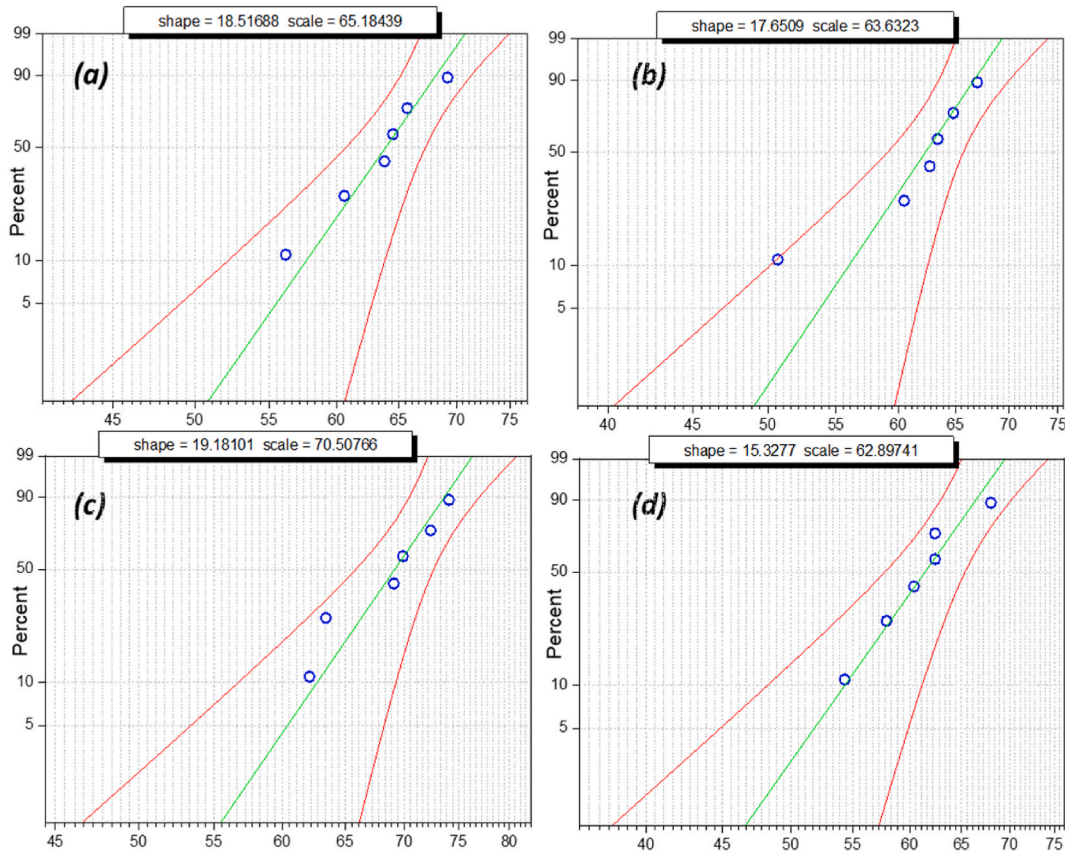 shape = 18.51688 scale = 65.18439
99
90
50
10
5
Percent
(a)
45 50 55 60 65 70 75
shape = 17.6509 scale = 63.6323
99
90
50
10
5
Percent
(b)
40 45 50 55 60 65 70 75
shape = 19.18101 scale = 70.50766
99
90
50
10
5
Percent
(c)
45 50 55 60 65 70 75 80
shape = 15.3277 scale = 62.89741
99
90
50
10
5
Percent
(d)
40 45 50 55 60 65 70 75